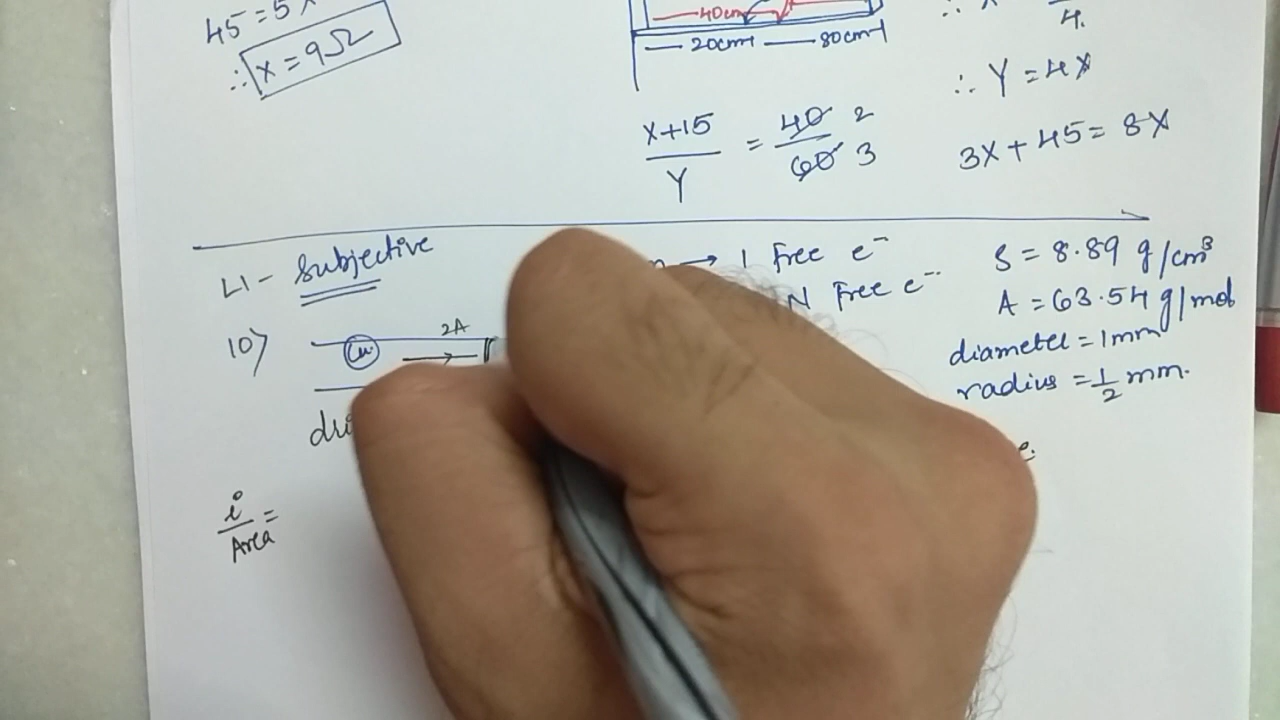 45 = 5X
∴ x = 9Ω
40cm
20cm 80cm
4.
∴ Y = 4X
X+15 / Y = 40 / 60 2 / 3
3X + 45 = 8X
L1 - Subjective
→ 1 Free e⁻
N Free e⁻
S = 8.89 g/cm³
A = 63.54 g/mol
diameter = 1mm
radius = 1/2 mm.
10) Cu 2A
i / Area =